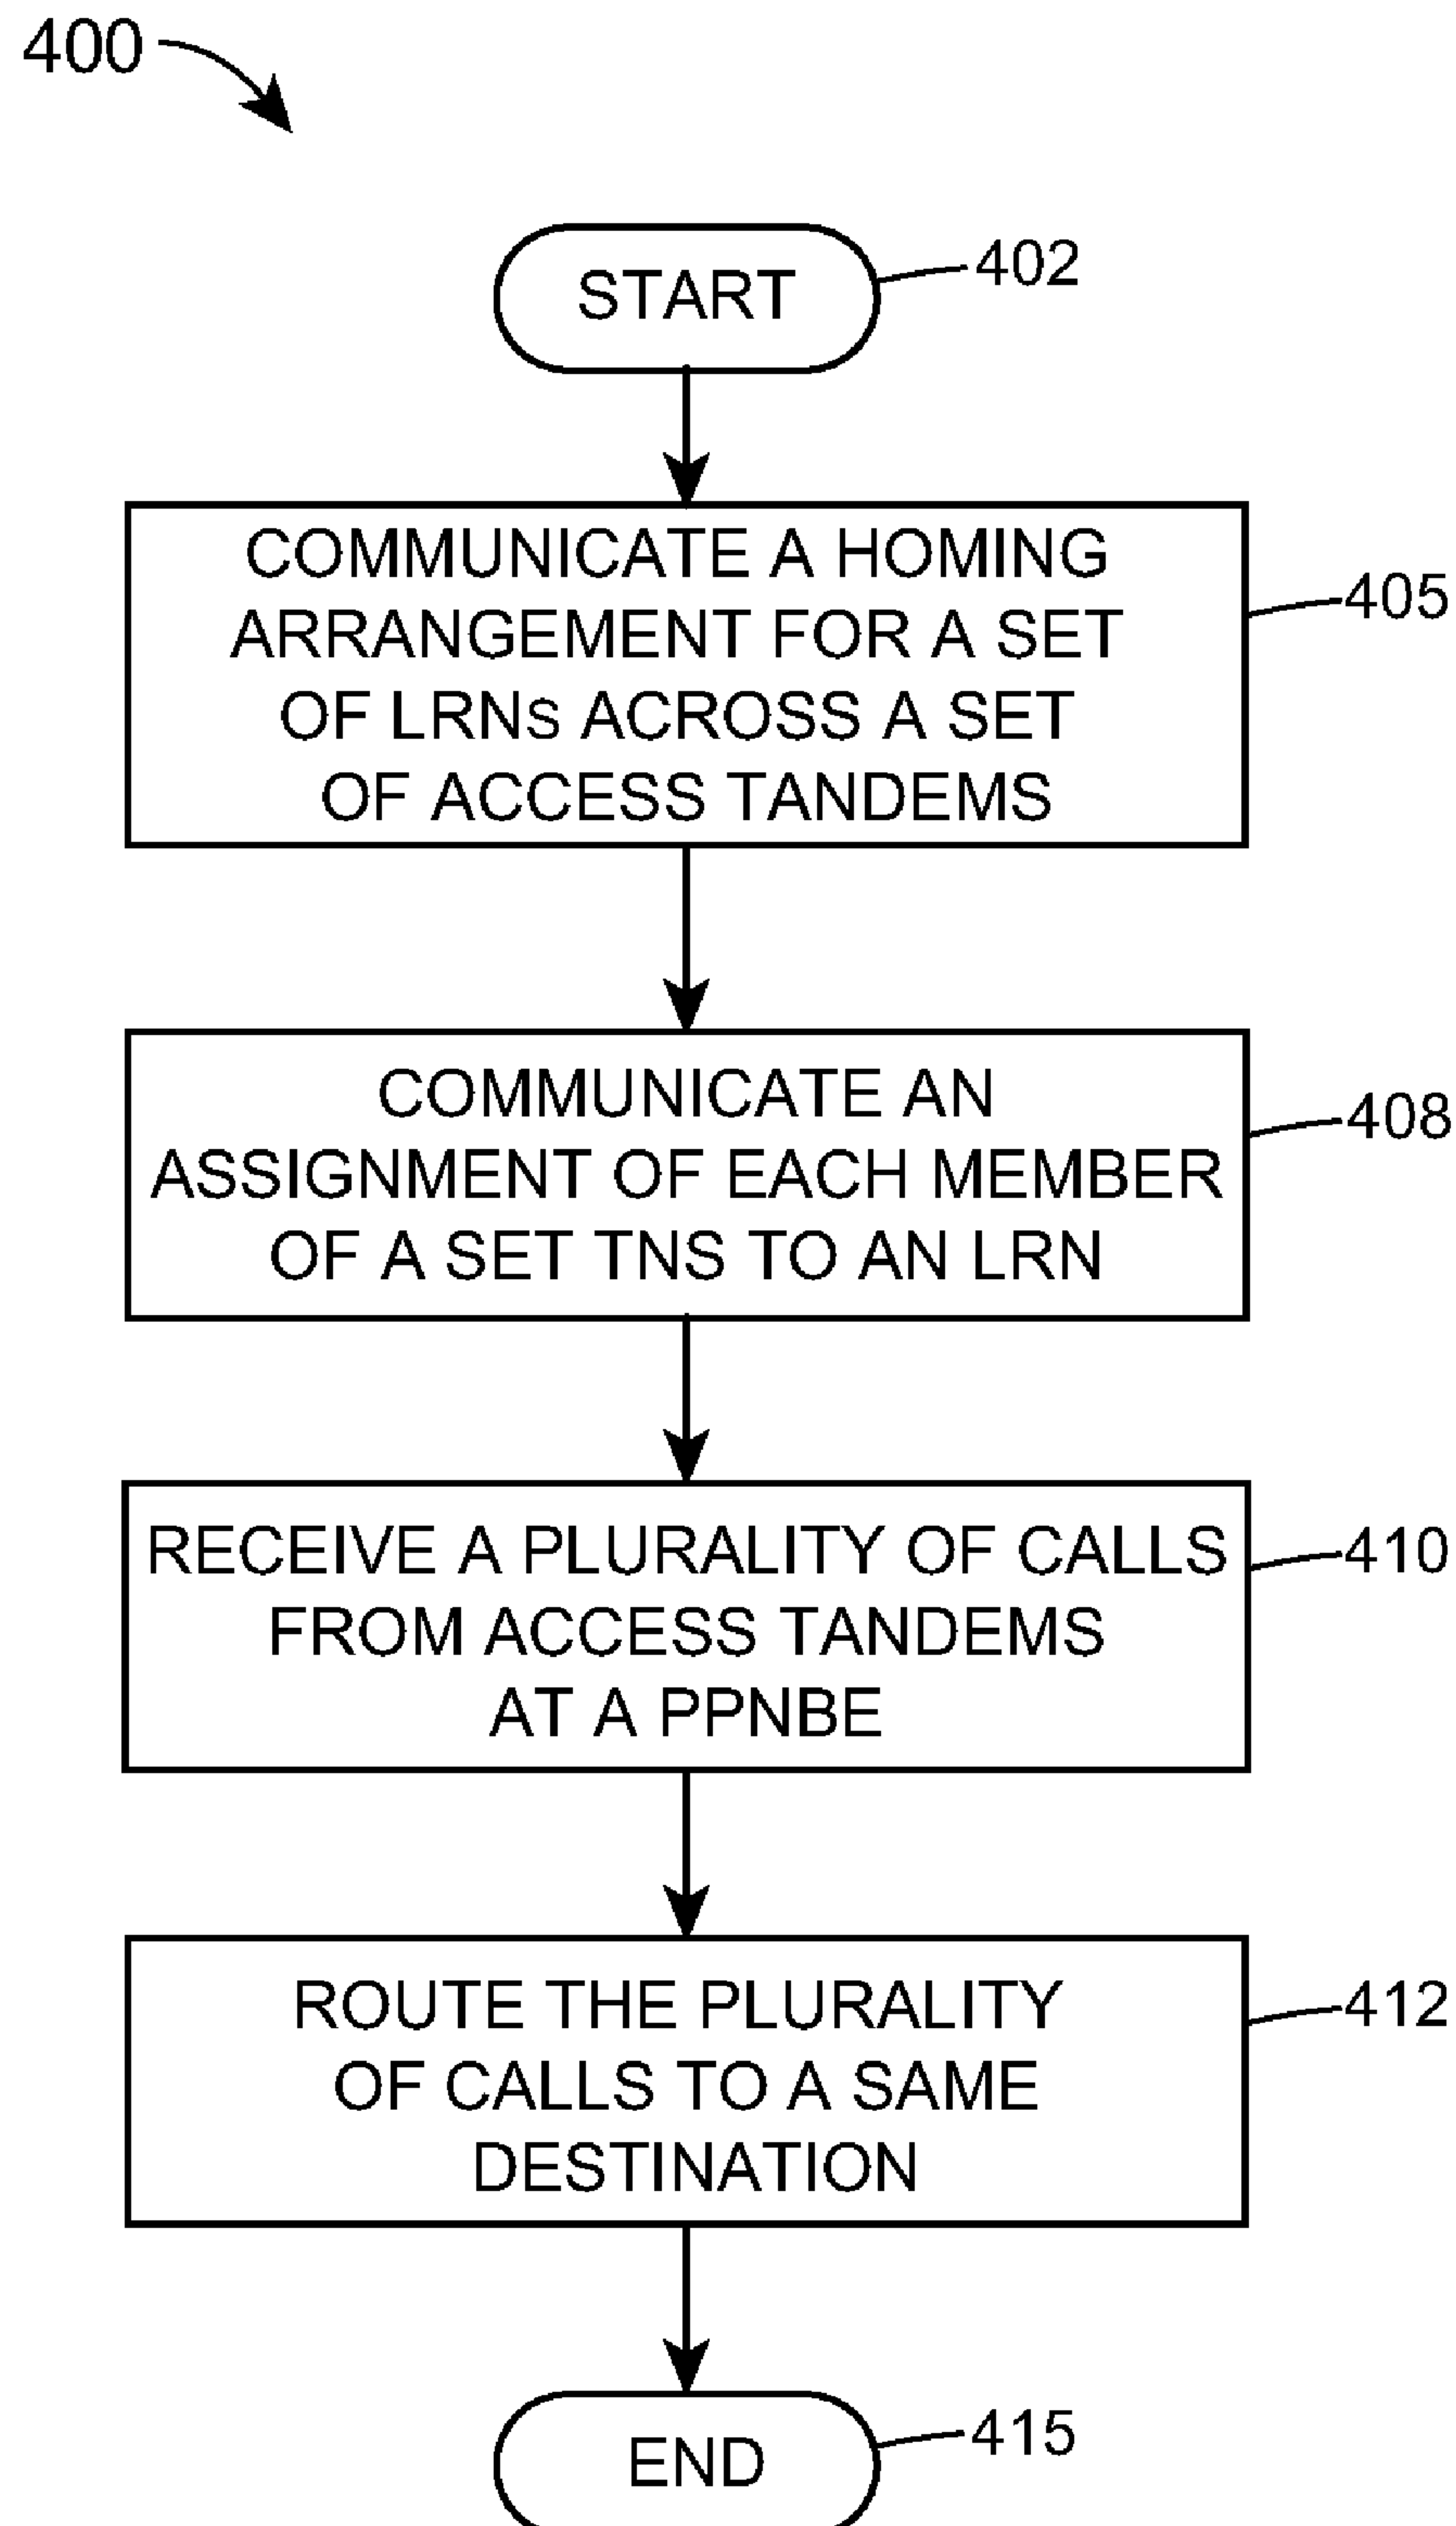 400
START
402
COMMUNICATE A HOMING
ARRANGEMENT FOR A SET
OF LRNs ACROSS A SET
OF ACCESS TANDEMS
405
COMMUNICATE AN
ASSIGNMENT OF EACH MEMBER
OF A SET TNS TO AN LRN
408
RECEIVE A PLURALITY OF CALLS
FROM ACCESS TANDEMS
AT A PPNBE
410
ROUTE THE PLURALITY
OF CALLS TO A SAME
DESTINATION
412
END
415